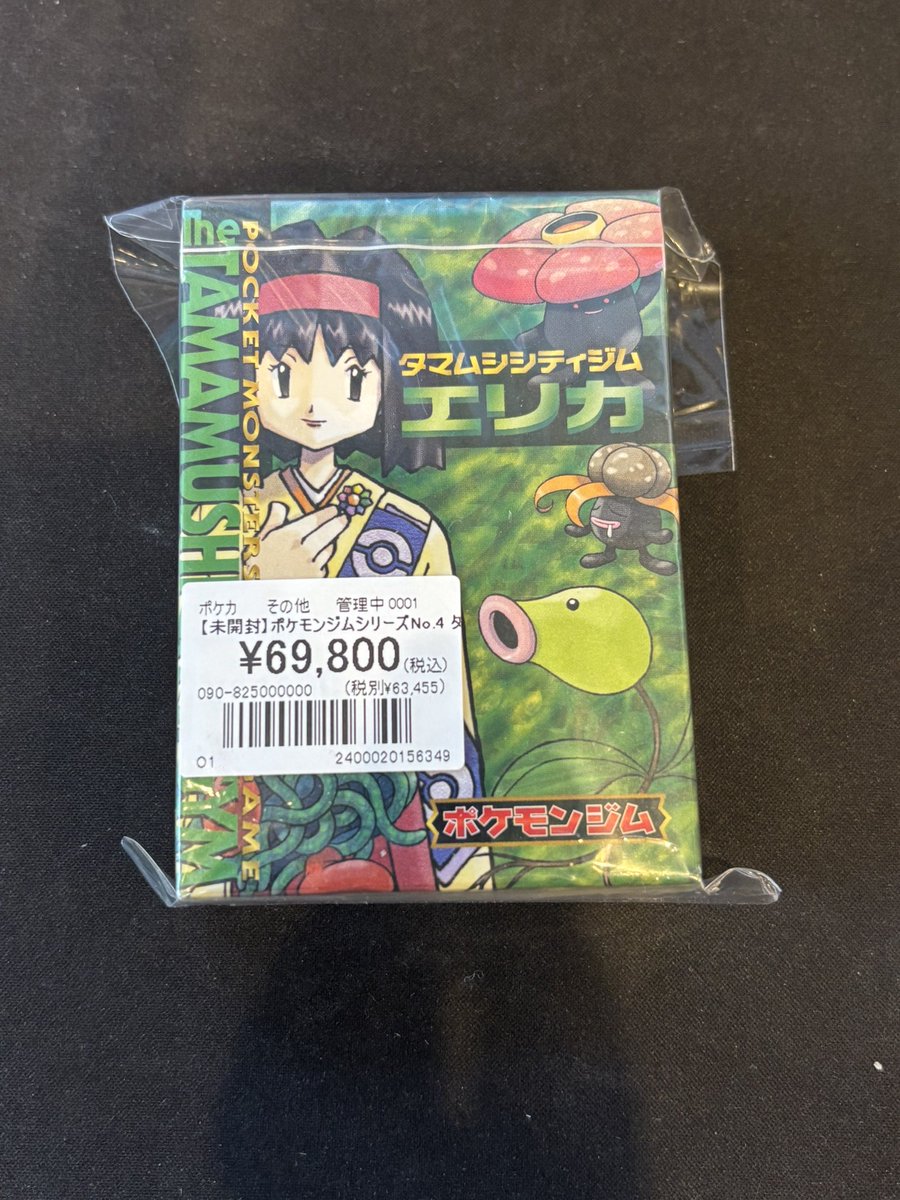 The TAMAMUSHI
POCKET MONSTERS
タマムシシティジム
エリカ
ポケカ その他 管理中 0001
【未開封】ポケモンジムシリーズNo.4
¥69,800(税込)
090-825000000 (税別¥63,455)
01 2400020156349
GYM
GAME
ポケモンジム